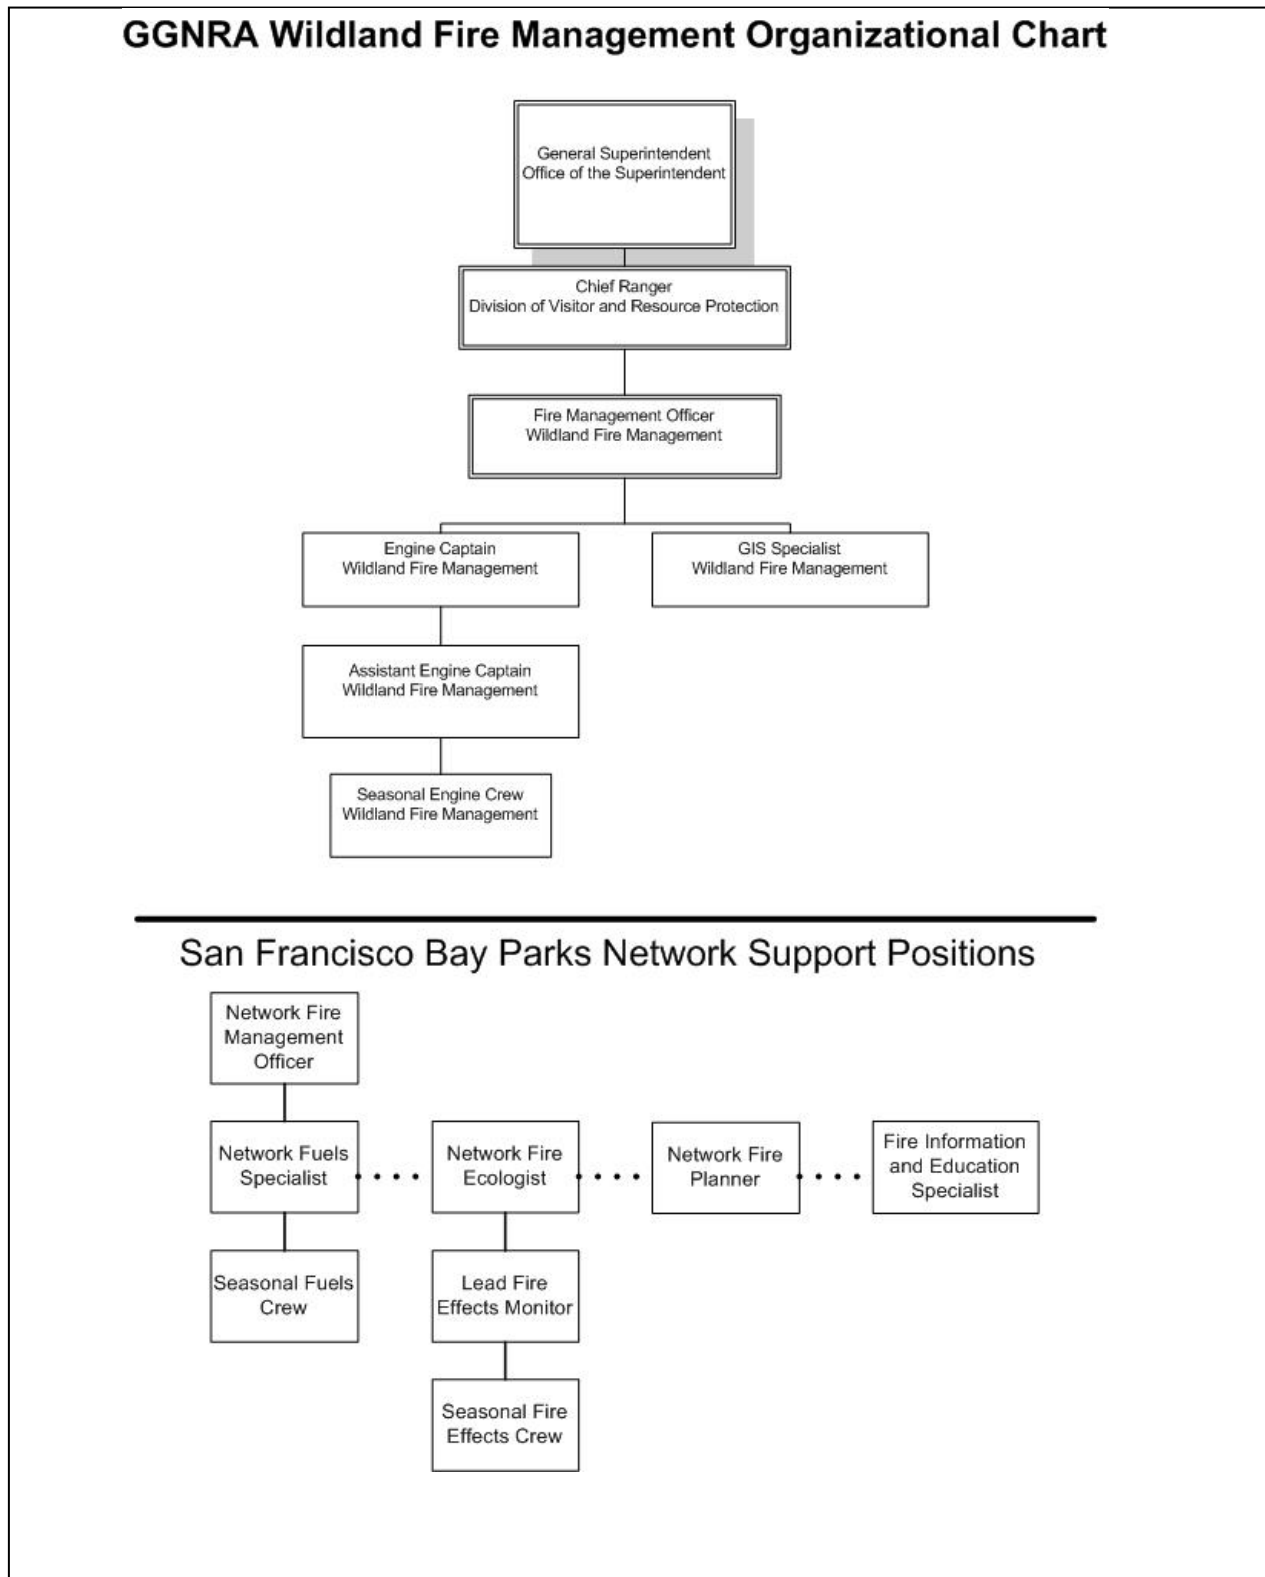 GGNRA Wildland Fire Management Organizational Chart
General Superintendent
Office of the Superintendent
Chief Ranger
Division of Visitor and Resource Protection
Fire Management Officer
Wildland Fire Management
Engine Captain
Wildland Fire Management
GIS Specialist
Wildland Fire Management
Assistant Engine Captain
Wildland Fire Management
Seasonal Engine Crew
Wildland Fire Management
San Francisco Bay Parks Network Support Positions
Network Fire
Management
Officer
Network Fuels
Specialist
Network Fire
Ecologist
Network Fire
Planner
Fire Information
and Education
Specialist
Seasonal Fuels
Crew
Lead Fire
Effects Monitor
Seasonal Fire
Effects Crew